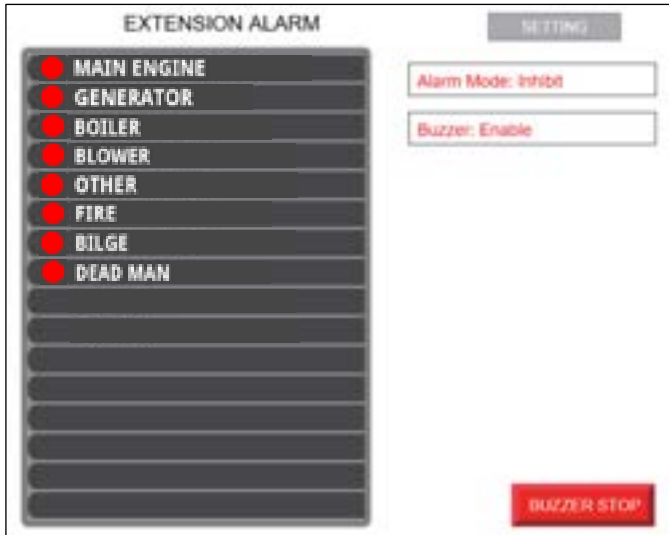 EXTENSION ALARM
SETTING
MAIN ENGINE
GENERATOR
BOILER
BLOWER
OTHER
FIRE
BILGE
DEAD MAN
Alarm Mode: Inhibit
Buzzer: Enable
BUZZER STOP